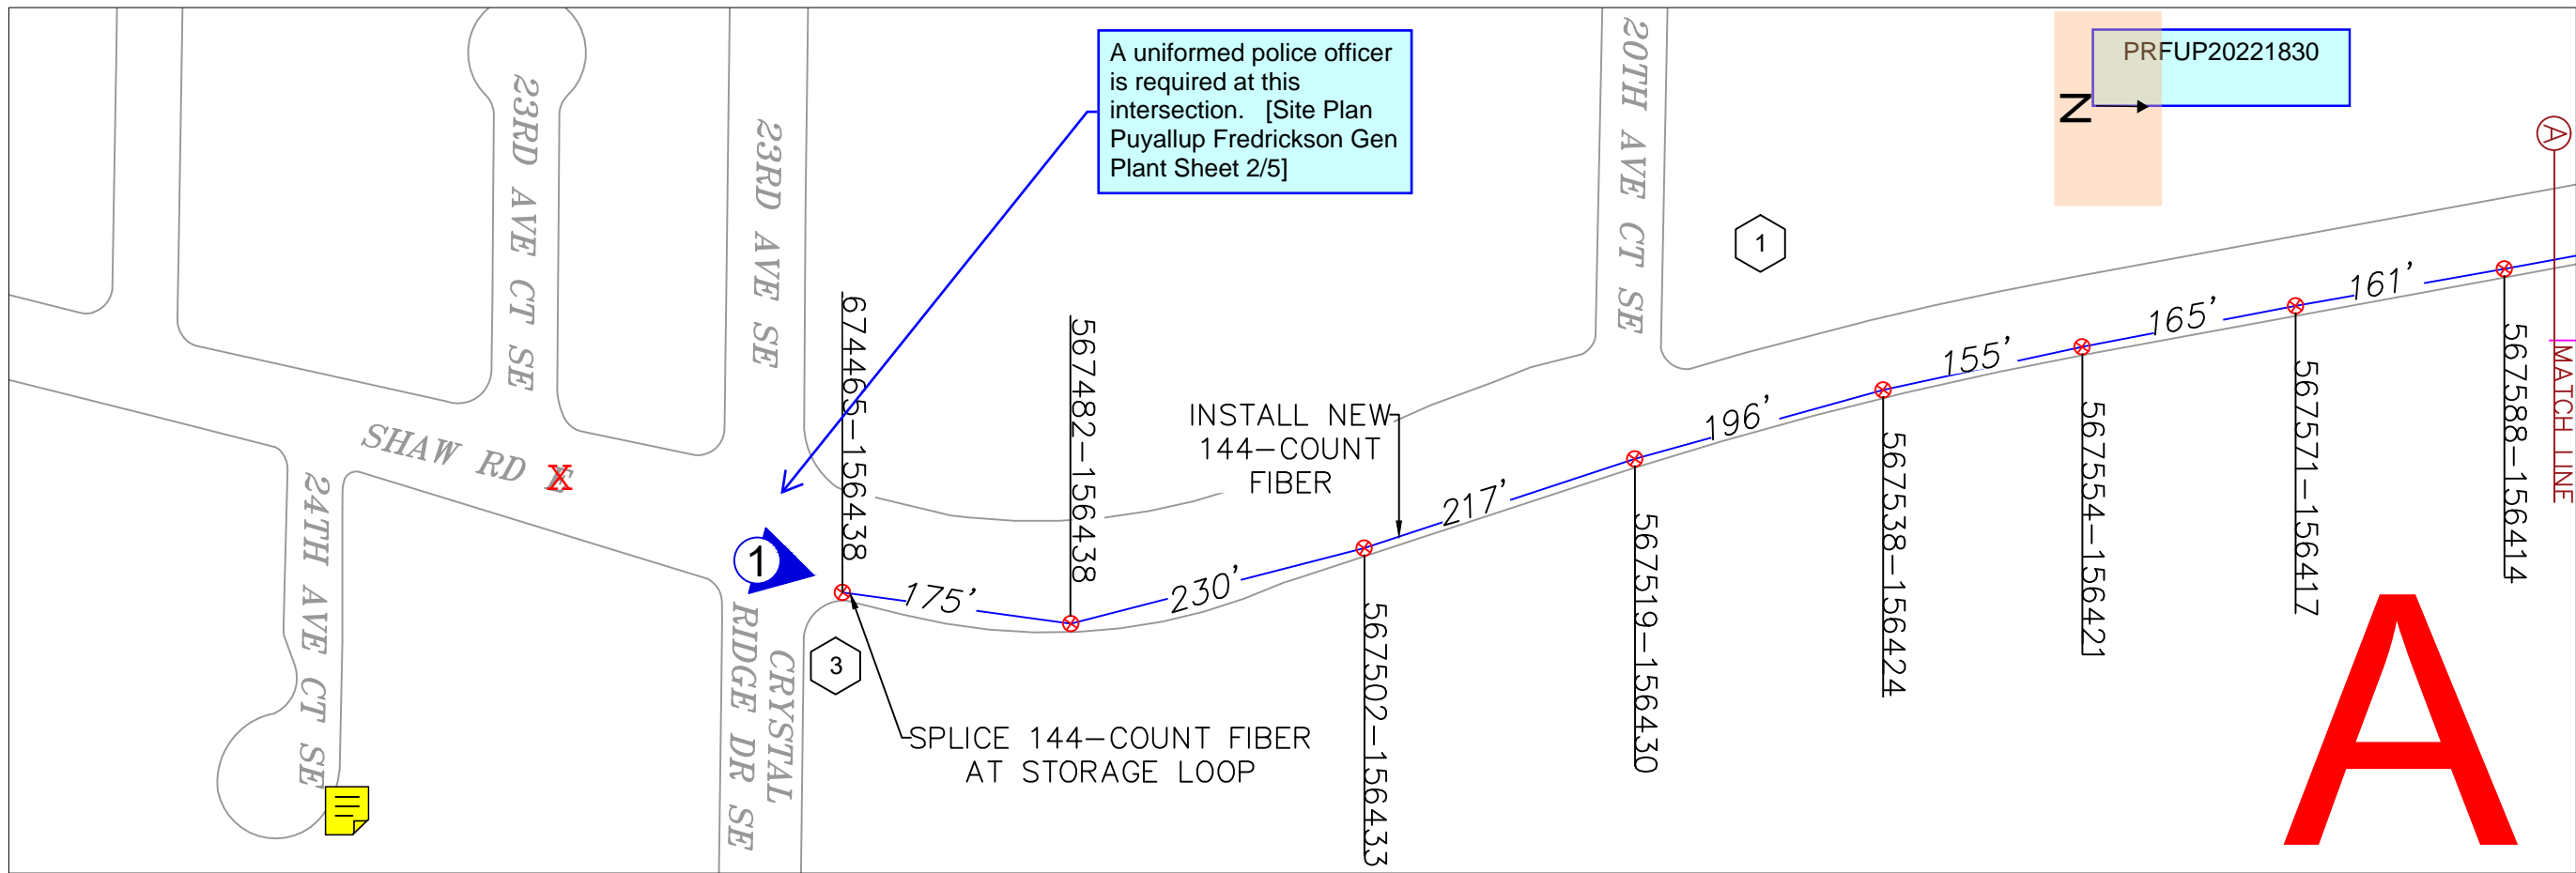 A uniformed police officer
is required at this
intersection. [Site Plan
Puyallup Fredrickson Gen
Plant Sheet 2/5]
PRFUP20221830
N
A
MATCH LINE
23RD AVE CT SE
23RD AVE SE
20TH AVE CT SE
1
SHAW RD
X
24TH AVE CT SE
1
CRYSTAL
RIDGE DR SE
3
674465-156438
567482-156438
567502-156433
567519-156430
567538-156424
567554-156421
567571-156417
567588-156414
175'
230'
217'
196'
155'
165'
161'
INSTALL NEW
144-COUNT
FIBER
SPLICE 144-COUNT FIBER
AT STORAGE LOOP
A